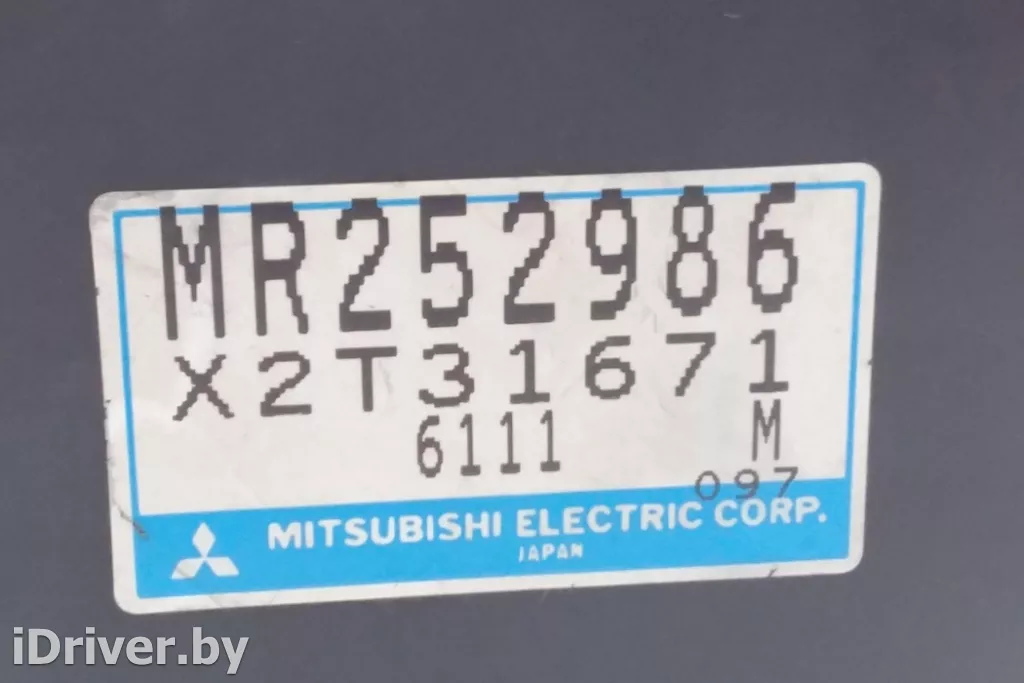 MR252986
X2T31671
6111 M
097
MITSUBISHI ELECTRIC CORP.
JAPAN
iDriver.by